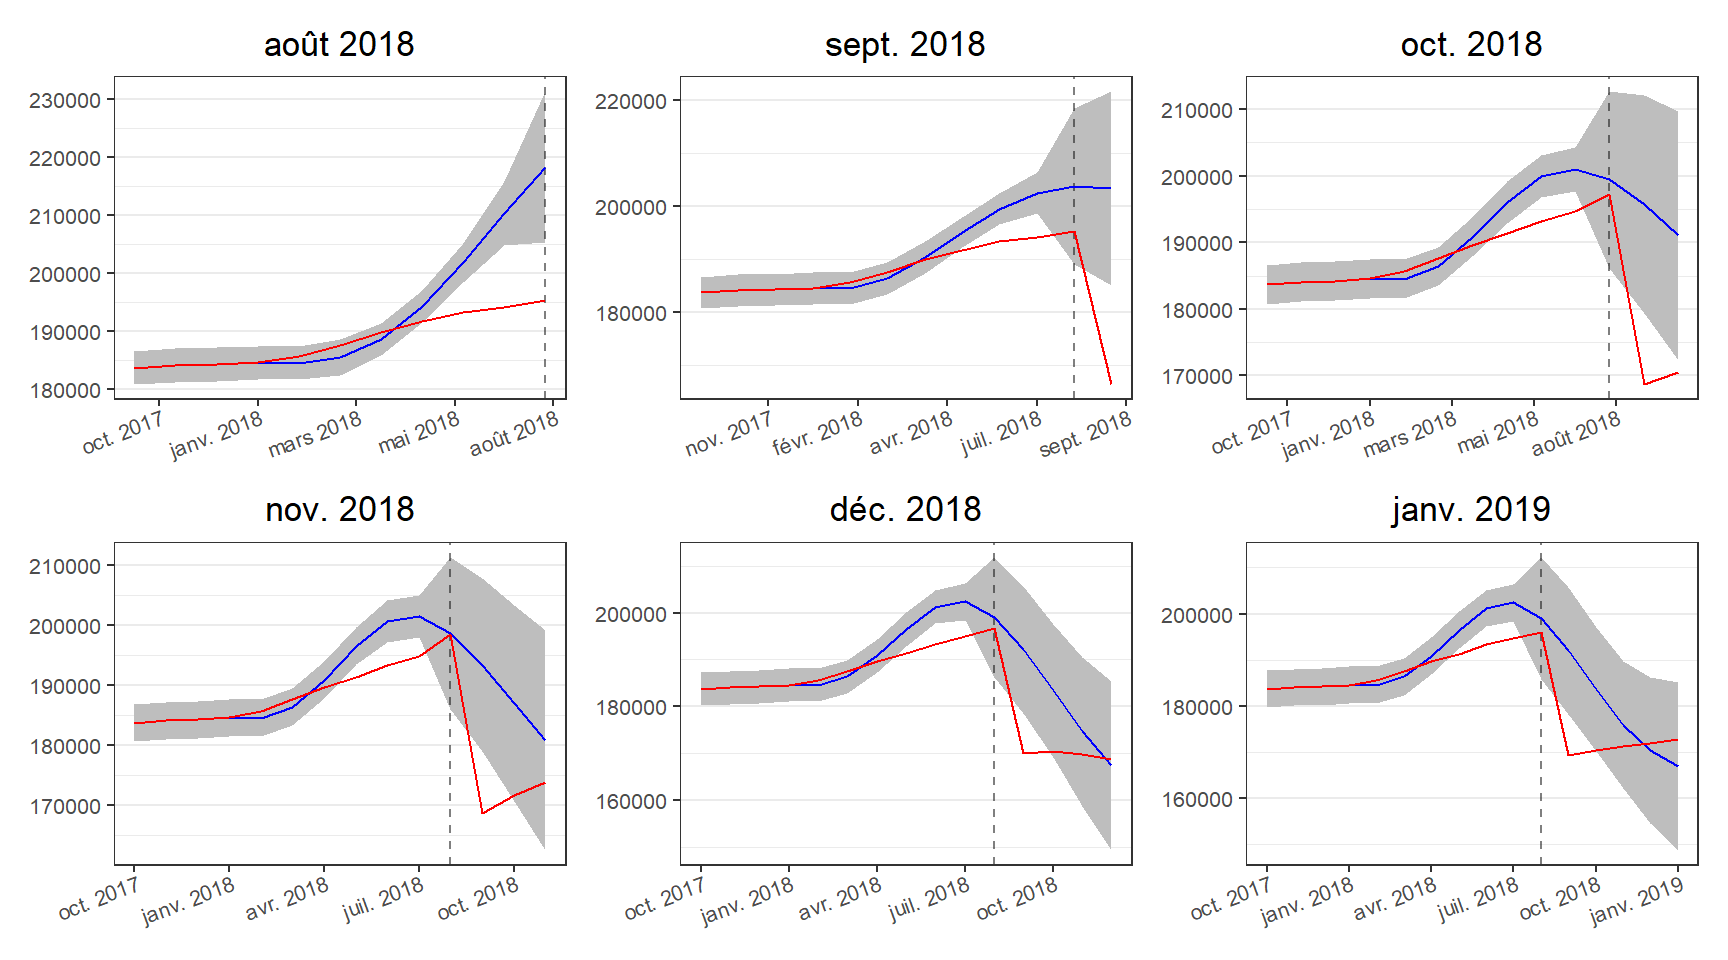 août 2018
sept. 2018
oct. 2018
230000
220000
210000
200000
190000
180000
oct. 2017
janv. 2018
mars 2018
mai 2018
août 2018
220000
200000
180000
nov. 2017
févr. 2018
avr. 2018
juil. 2018
sept. 2018
210000
200000
190000
180000
170000
oct. 2017
janv. 2018
mars 2018
mai 2018
août 2018
nov. 2018
déc. 2018
janv. 2019
210000
200000
190000
180000
170000
oct. 2017
janv. 2018
avr. 2018
juil. 2018
oct. 2018
200000
180000
160000
oct. 2017
janv. 2018
avr. 2018
juil. 2018
oct. 2018
200000
180000
160000
oct. 2017
janv. 2018
avr. 2018
juil. 2018
oct. 2018
janv. 2019